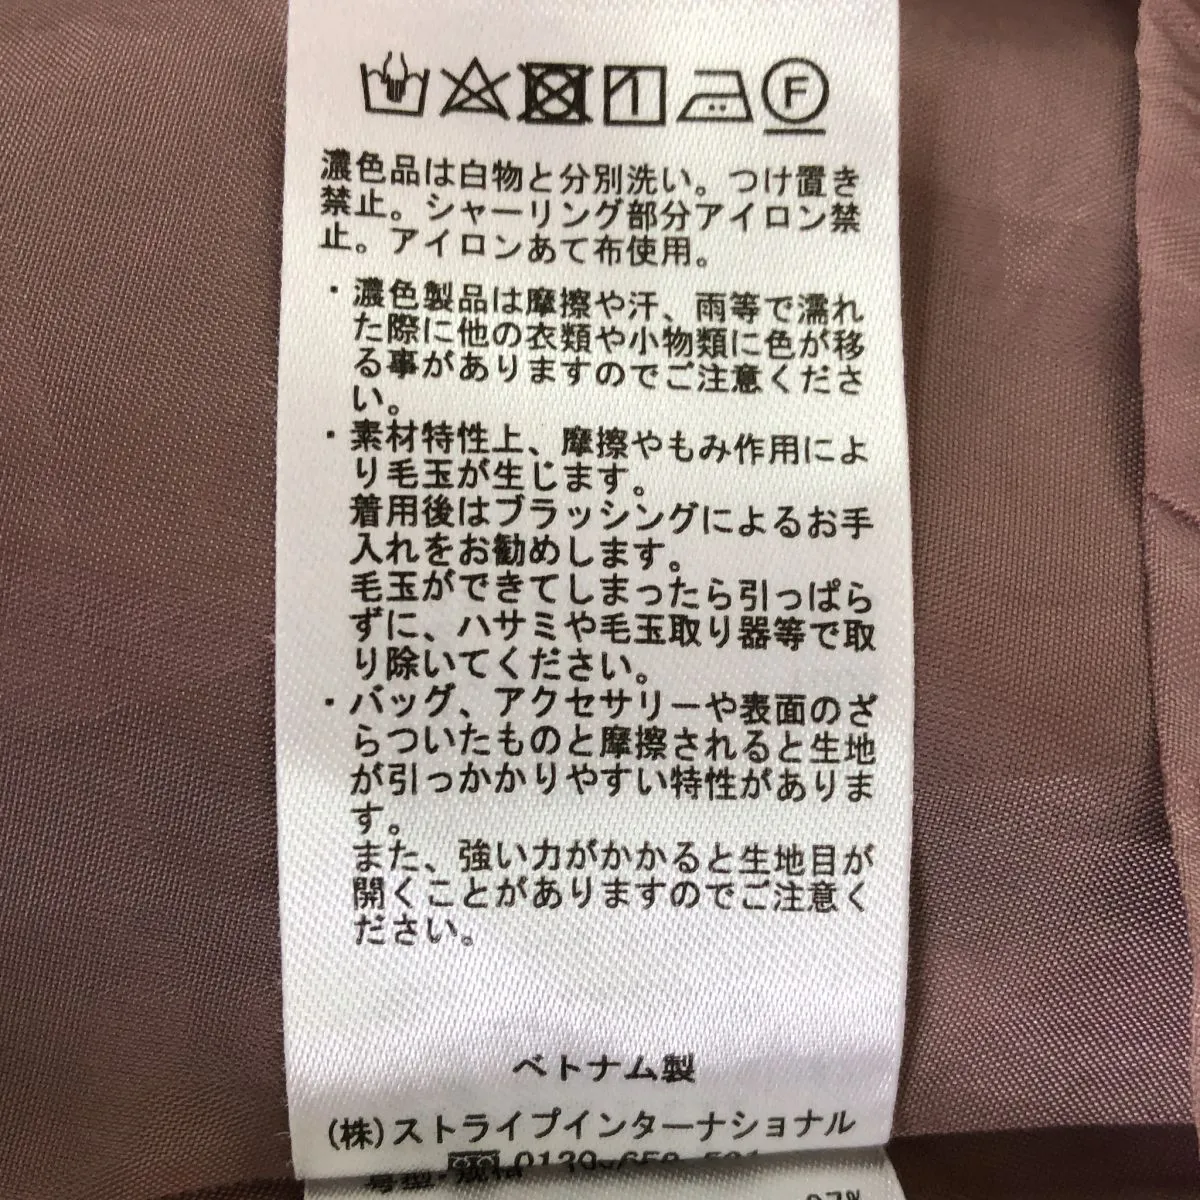 F
濃色品は白物と分別洗い。つけ置き
禁止。シャーリング部分アイロン禁
止。アイロンあて布使用。
・濃色製品は摩擦や汗、雨等で濡れ
た際に他の衣類や小物類に色が移
る事がありますのでご注意くださ
い。
・素材特性上、摩擦やもみ作用によ
り毛玉が生じます。
着用後はブラッシングによるお手
入れをお勧めします。
毛玉ができてしまったら引っぱら
ずに、ハサミや毛玉取り器等で取
り除いてください。
・バッグ、アクセサリーや表面のざ
らついたものと摩擦されると生地
が引っかかりやすい特性がありま
す。
また、強い力がかかると生地目が
開くことがありますのでご注意く
ださい。
ベトナム製
(株)ストライプインターナショナル